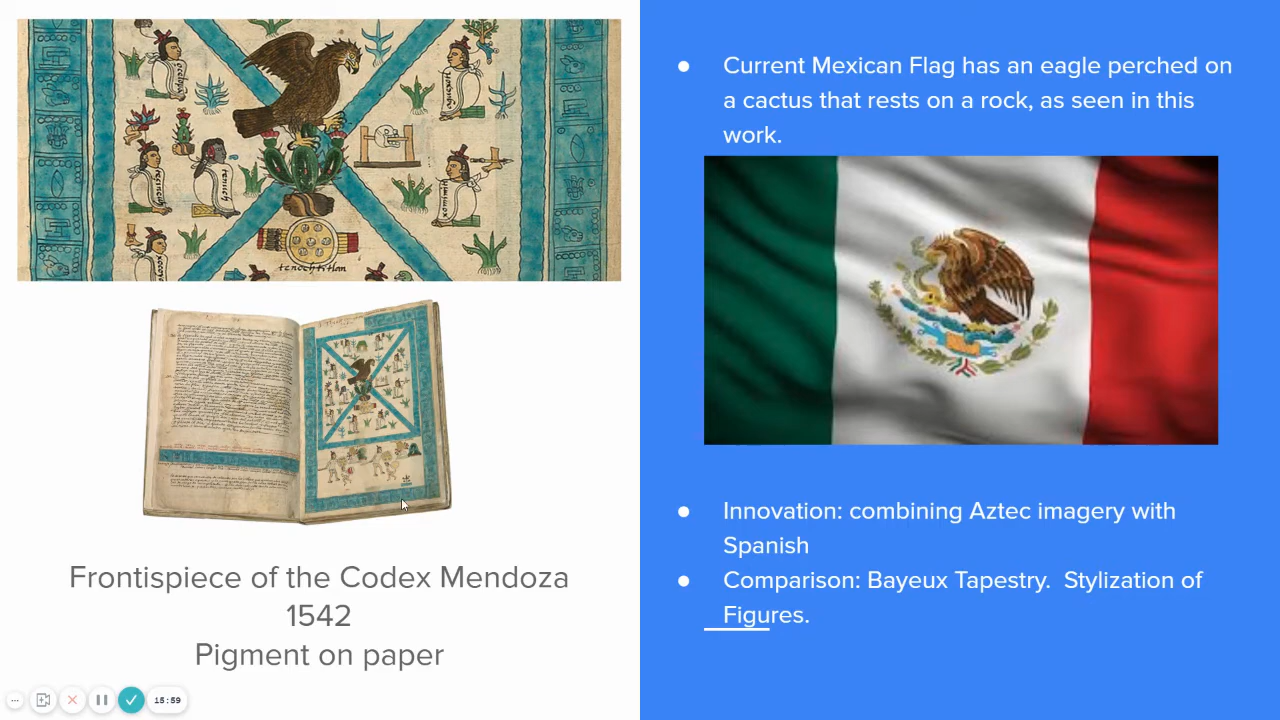 Frontispiece of the Codex Mendoza
1542
Pigment on paper
● Current Mexican Flag has an eagle perched on
a cactus that rests on a rock, as seen in this
work.
● Innovation: combining Aztec imagery with
Spanish
● Comparison: Bayeux Tapestry.  Stylization of
Figures.
tenochtitlan
15:59